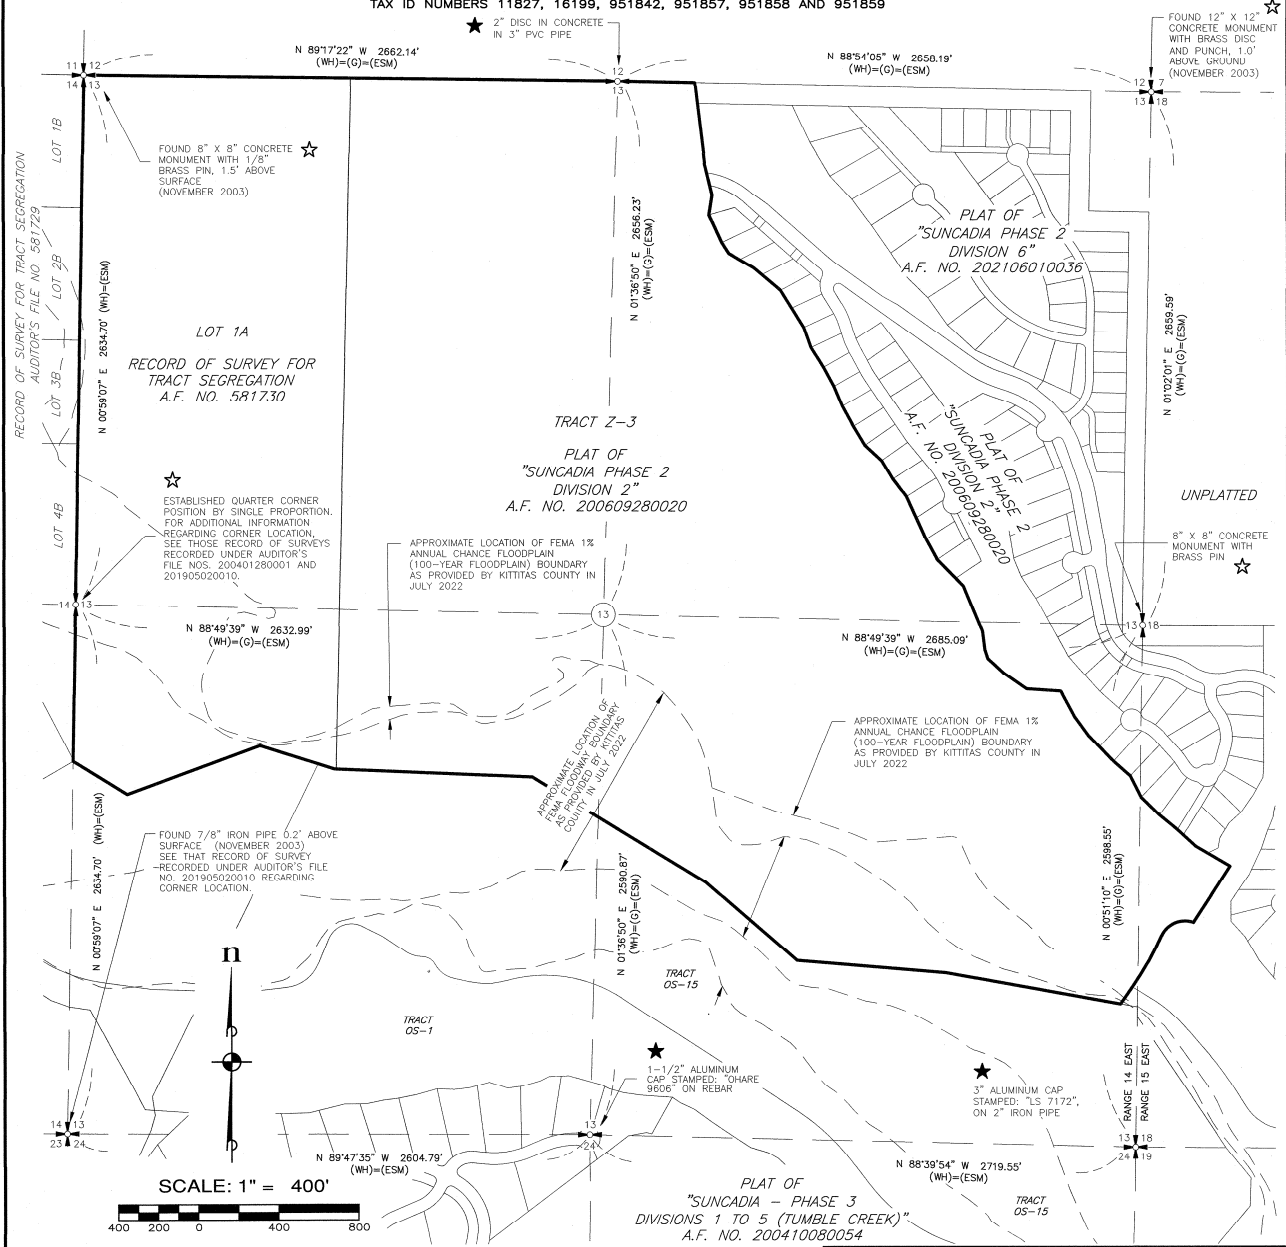 TAX ID NUMBERS 11827, 16199, 951842, 951857, 951858 AND 951859
2" DISC IN CONCRETE
IN 3" PVC PIPE
FOUND 12" X 12"
CONCRETE MONUMENT
WITH BRASS DISC
AND PUNCH, 1.0'
ABOVE GROUND
(NOVEMBER 2003)
N 89°17'22" W 2662.14'
(WH)=(G)=(ESM)
N 88°54'05" W 2658.19'
(WH)=(G)=(ESM)
11 12
14 13
12
13
12 7
13 18
FOUND 8" X 8" CONCRETE
MONUMENT WITH 1/8"
BRASS PIN, 1.5' ABOVE
SURFACE
(NOVEMBER 2003)
RECORD OF SURVEY FOR TRACT SEGREGATION
AUDITOR'S FILE NO 581729
LOT 1B
LOT 2B
LOT 3B
LOT 4B
N 00°59'07" E 2634.70' (WH)=(ESM)
N 01°36'50" E 2656.23'
(WH)=(G)=(ESM)
PLAT OF
"SUNCADIA PHASE 2
DIVISION 6"
A.F. NO. 202106010036
N 01°02'01" E 2659.59'
(WH)=(G)=(ESM)
LOT 1A
RECORD OF SURVEY FOR
TRACT SEGREGATION
A.F. NO. 581730
TRACT Z-3
PLAT OF
"SUNCADIA PHASE 2
DIVISION 2"
A.F. NO. 200609280020
PLAT OF
"SUNCADIA PHASE 2
DIVISION 2"
A.F. NO. 200609280020
UNPLATTED
ESTABLISHED QUARTER CORNER
POSITION BY SINGLE PROPORTION.
FOR ADDITIONAL INFORMATION
REGARDING CORNER LOCATION,
SEE THOSE RECORD OF SURVEYS
RECORDED UNDER AUDITOR'S
FILE NOS. 200401280001 AND
201905020010.
APPROXIMATE LOCATION OF FEMA 1%
ANNUAL CHANCE FLOODPLAIN
(100-YEAR FLOODPLAIN) BOUNDARY
AS PROVIDED BY KITTITAS COUNTY IN
JULY 2022
8" X 8" CONCRETE
MONUMENT WITH
BRASS PIN
14 13
13
13 18
N 88°49'39" W 2632.99'
(WH)=(G)=(ESM)
N 88°49'39" W 2685.09'
(WH)=(G)=(ESM)
APPROXIMATE LOCATION OF
FEMA FLOODWAY BOUNDARY
AS PROVIDED BY KITTITAS
COUNTY IN JULY 2022
APPROXIMATE LOCATION OF FEMA 1%
ANNUAL CHANCE FLOODPLAIN
(100-YEAR FLOODPLAIN) BOUNDARY
AS PROVIDED BY KITTITAS COUNTY IN
JULY 2022
FOUND 7/8" IRON PIPE 0.2' ABOVE
SURFACE (NOVEMBER 2003)
SEE THAT RECORD OF SURVEY
RECORDED UNDER AUDITOR'S FILE
NO. 201905020010 REGARDING
CORNER LOCATION.
N 00°59'07" E 2634.70' (WH)=(ESM)
N 01°36'50" E 2590.87'
(WH)=(G)=(ESM)
N 00°51'10" E 2598.55'
(WH)=(G)=(ESM)
n
TRACT
OS-15
TRACT
OS-1
1-1/2" ALUMINUM
CAP STAMPED: "OHARE
9606" ON REBAR
3" ALUMINUM CAP
STAMPED: "LS 7172",
ON 2" IRON PIPE
RANGE 14 EAST
RANGE 15 EAST
14 13
23 24
13
24
13 18
24 19
N 89°47'35" W 2604.79'
(WH)=(ESM)
N 88°39'54" W 2719.55'
(WH)=(ESM)
SCALE: 1" = 400'
400 200 0 400 800
PLAT OF
"SUNCADIA - PHASE 3
DIVISIONS 1 TO 5 (TUMBLE CREEK)"
A.F. NO. 200410080054
TRACT
OS-15